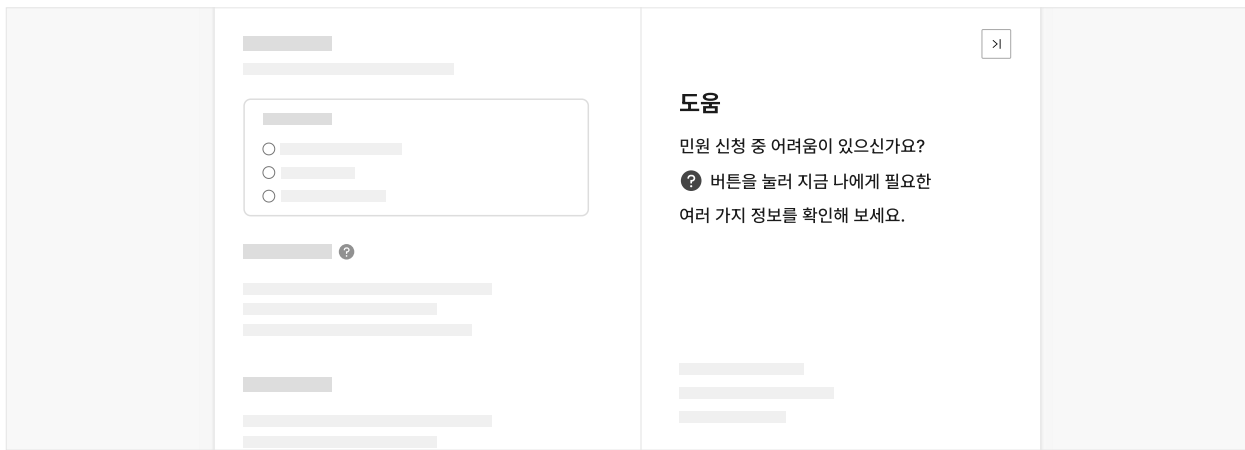 도움
민원 신청 중 어려움이 있으신가요?
? 버튼을 눌러 지금 나에게 필요한
여러 가지 정보를 확인해 보세요.
?